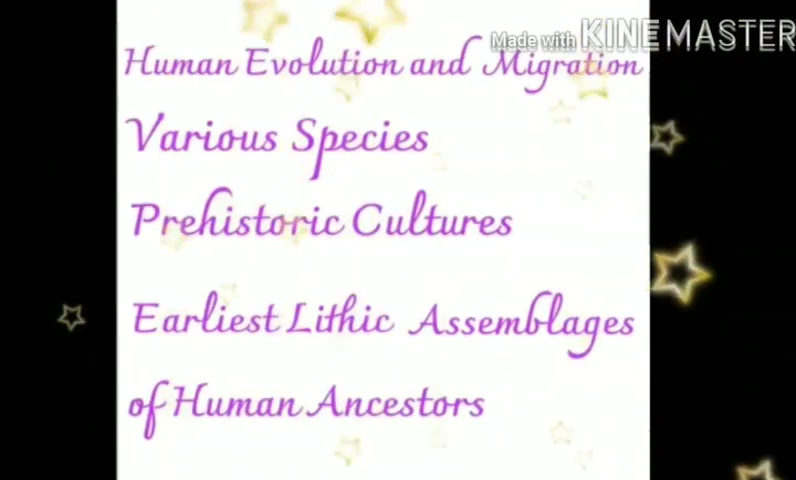 Made with KINEMASTER
Human Evolution and Migration
Various Species
Prehistoric Cultures
Earliest Lithic Assemblages
of Human Ancestors